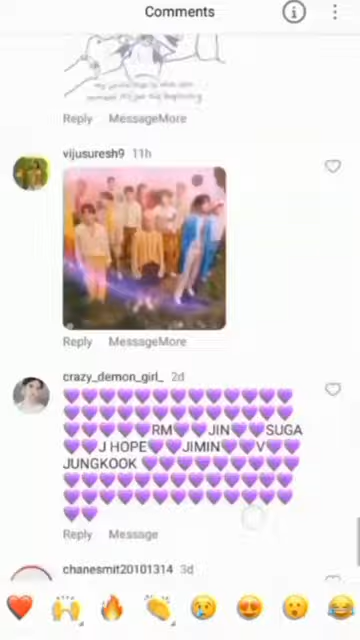 Comments
Reply MessageMore
vijusuresh9 11h
Reply MessageMore
crazy_demon_girl_ 2d
💜💜💜💜💜💜💜💜💜💜💜💜💜
💜💜💜💜💜💜💜💜💜💜💜💜💜
💜💜💜💜💜RM💜💜JIN💜💜SUGA
💜💜J HOPE💜💜JIMIN💜💜V💜💜
JUNGKOOK 💜💜💜💜💜💜💜💜💜
💜💜💜💜💜💜💜💜💜💜💜💜💜
💜💜💜💜💜💜💜💜💜💜💜💜💜
💜💜
Reply Message
chanesmit20101314 3d